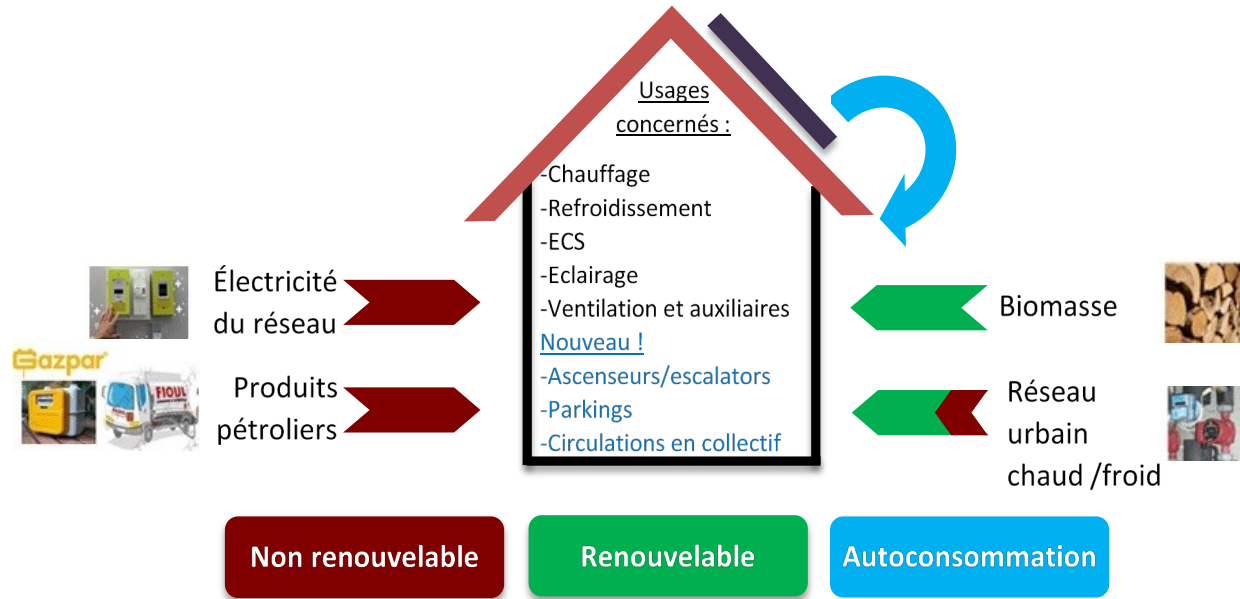 Usages
concernés :
-Chauffage
-Refroidissement
-ECS
-Eclairage
-Ventilation et auxiliaires
Nouveau !
-Ascenseurs/escalators
-Parkings
-Circulations en collectif
Électricité
du réseau
Gazpar
FIOUL
Produits
pétroliers
Biomasse
Réseau
urbain
chaud /froid
Non renouvelable
Renouvelable
Autoconsommation